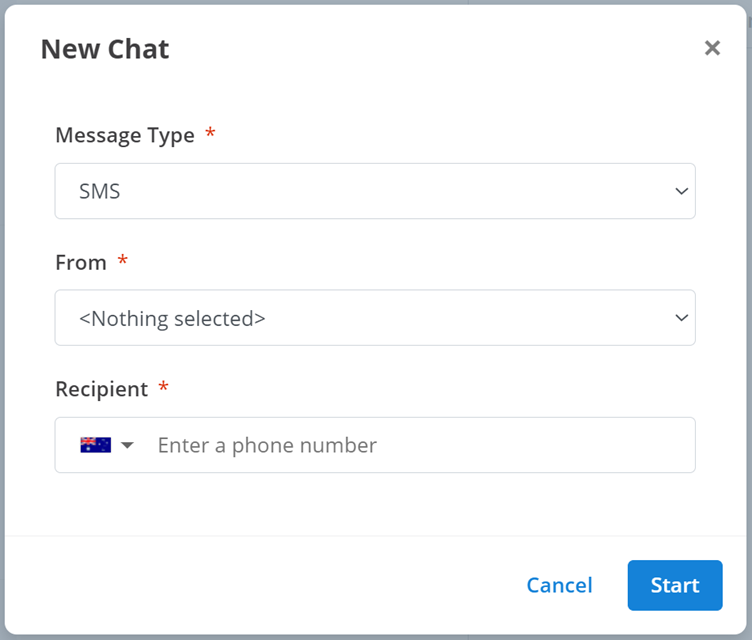 New Chat
Message Type *
SMS
From *
<Nothing selected>
Recipient *
Enter a phone number
Cancel
Start